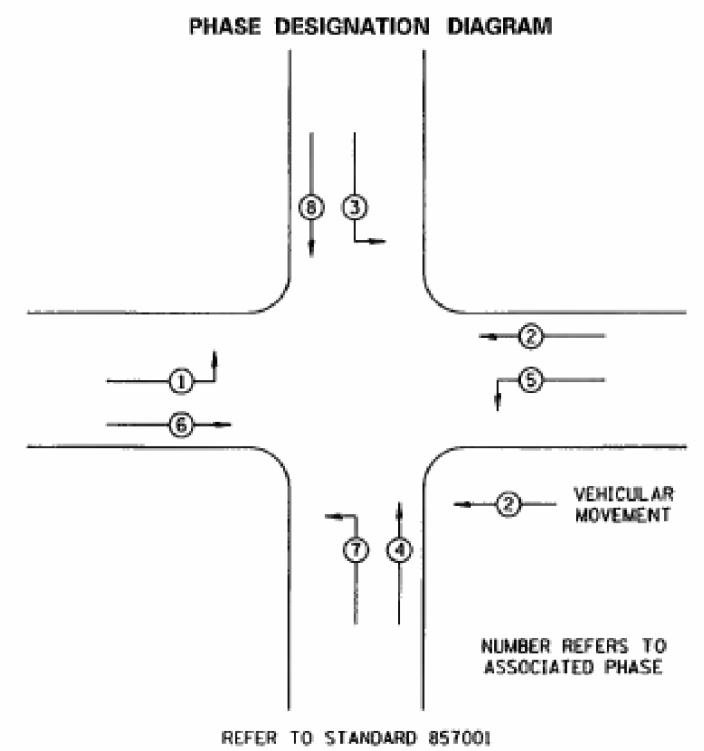 PHASE DESIGNATION DIAGRAM
8 3
2
1
5
6
2 VEHICULAR
MOVEMENT
7 4
NUMBER REFERS TO
ASSOCIATED PHASE
REFER TO STANDARD 857001